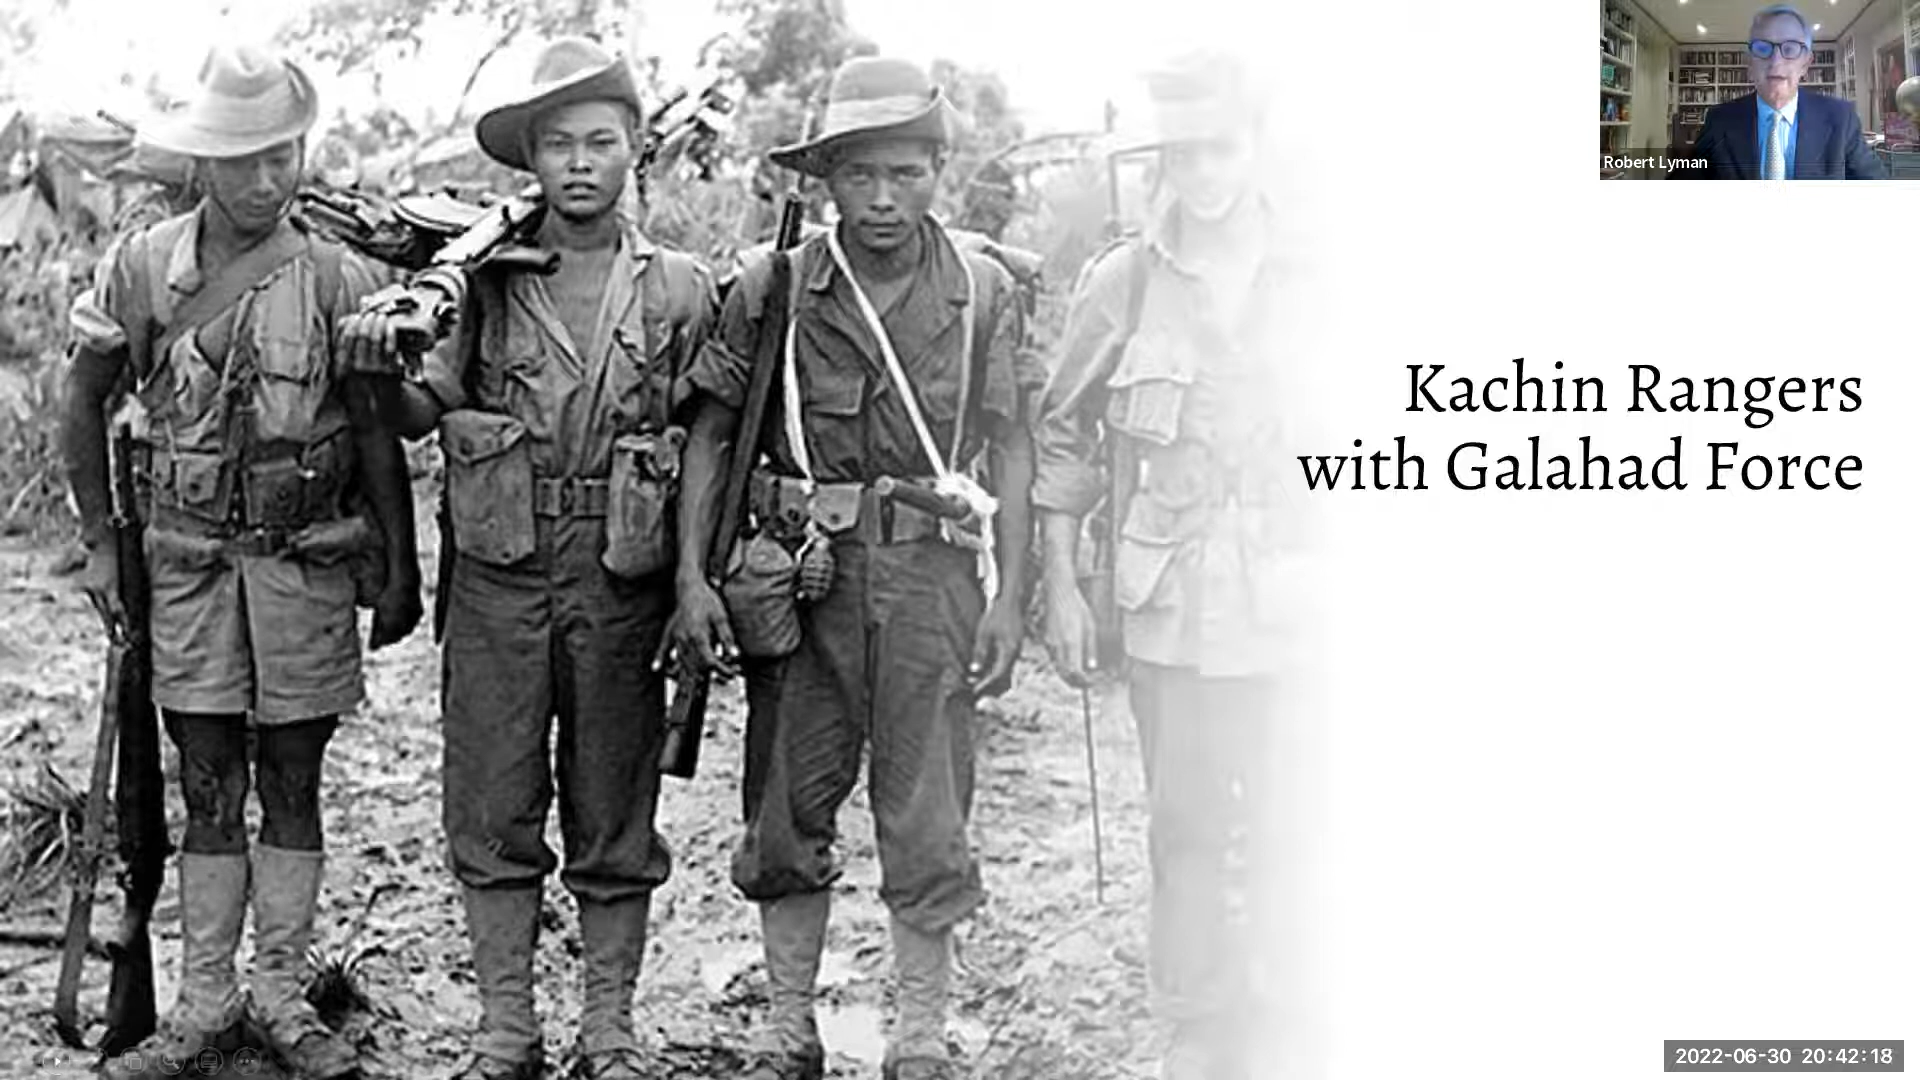 Robert Lyman
Kachin Rangers
with Galahad Force
2022-06-30 20:42:18